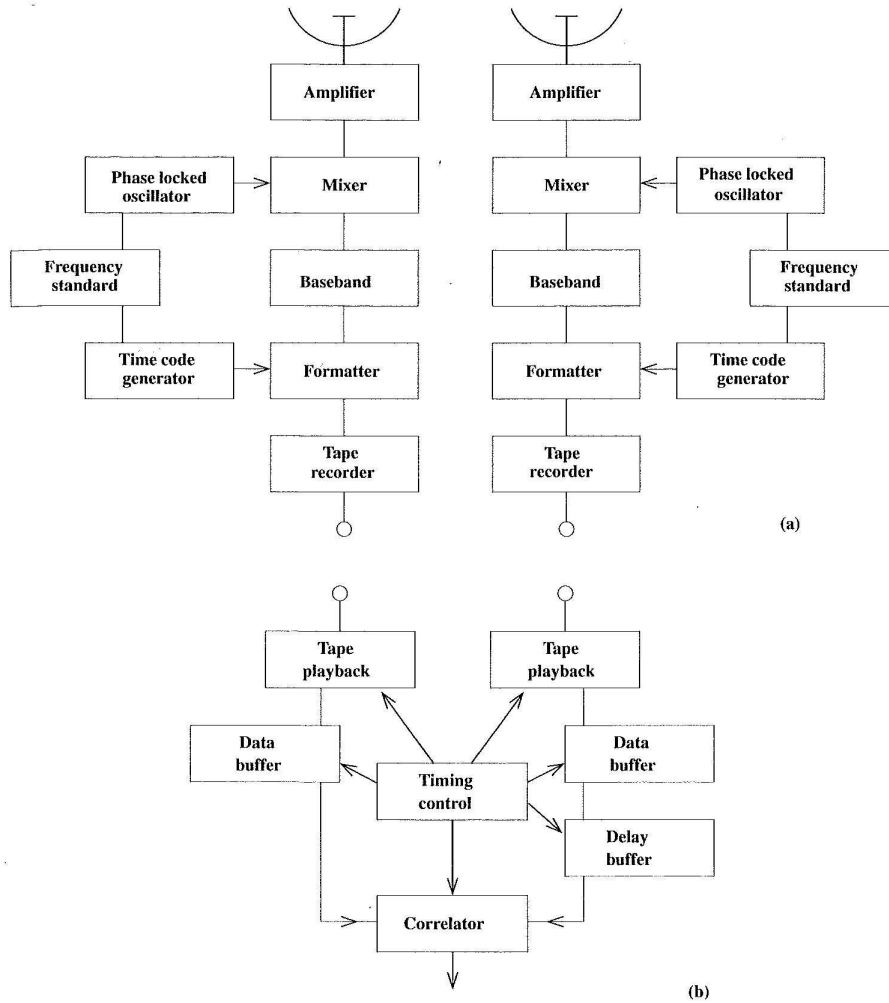 Amplifier
Amplifier
Phase locked
oscillator
Mixer
Mixer
Phase locked
oscillator
Frequency
standard
Baseband
Baseband
Frequency
standard
Time code
generator
Formatter
Formatter
Time code
generator
Tape
recorder
Tape
recorder
(a)
Tape
playback
Tape
playback
Data
buffer
Timing
control
Data
buffer
Delay
buffer
Correlator
(b)